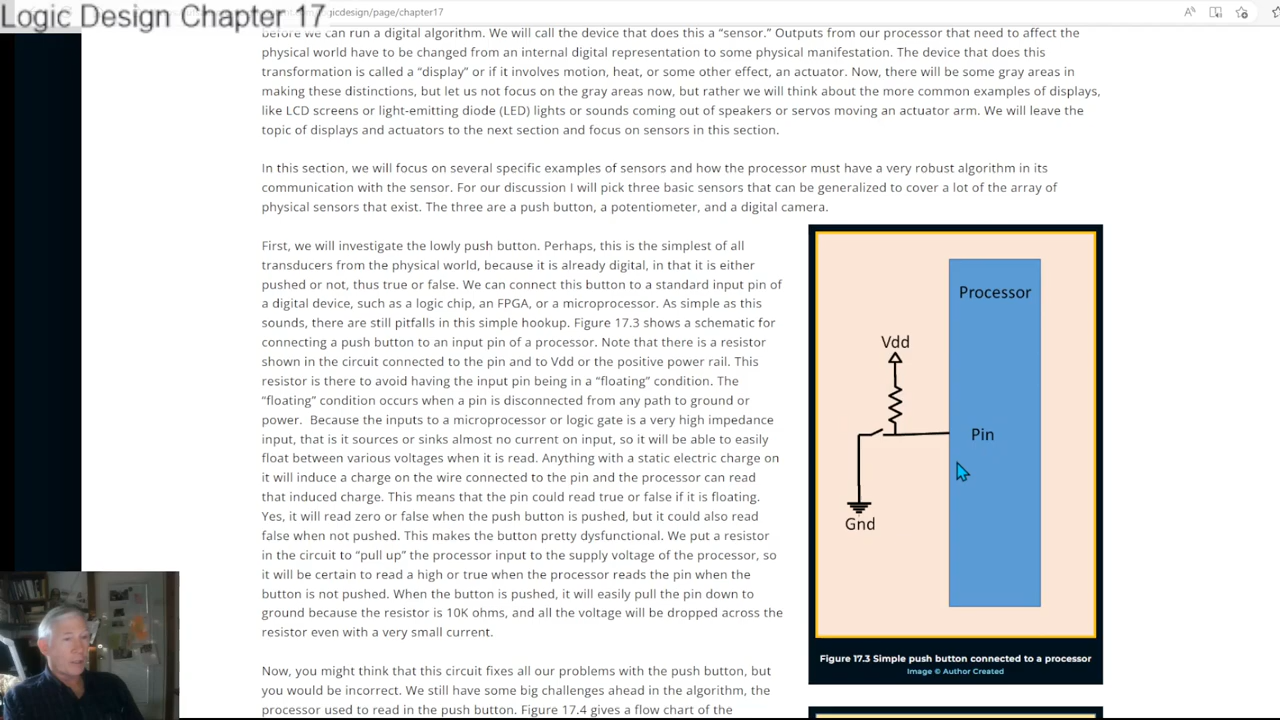 Logic Design Chapter 17
gicdesign/page/chapter17
before we can run a digital algorithm. We will call the device that does this a “sensor.” Outputs from our processor that need to affect the
physical world have to be changed from an internal digital representation to some physical manifestation. The device that does this
transformation is called a “display” or if it involves motion, heat, or some other effect, an actuator. Now, there will be some gray areas in
making these distinctions, but let us not focus on the gray areas now, but rather we will think about the more common examples of displays,
like LCD screens or light-emitting diode (LED) lights or sounds coming out of speakers or servos moving an actuator arm. We will leave the
topic of displays and actuators to the next section and focus on sensors in this section.
In this section, we will focus on several specific examples of sensors and how the processor must have a very robust algorithm in its
communication with the sensor. For our discussion I will pick three basic sensors that can be generalized to cover a lot of the array of
physical sensors that exist. The three are a push button, a potentiometer, and a digital camera.
First, we will investigate the lowly push button. Perhaps, this is the simplest of all
transducers from the physical world, because it is already digital, in that it is either
pushed or not, thus true or false. We can connect this button to a standard input pin of
a digital device, such as a logic chip, an FPGA, or a microprocessor. As simple as this
sounds, there are still pitfalls in this simple hookup. Figure 17.3 shows a schematic for
connecting a push button to an input pin of a processor. Note that there is a resistor
shown in the circuit connected to the pin and to Vdd or the positive power rail. This
resistor is there to avoid having the input pin being in a “floating” condition. The
“floating” condition occurs when a pin is disconnected from any path to ground or
power. Because the inputs to a microprocessor or logic gate is a very high impedance
input, that is it sources or sinks almost no current on input, so it will be able to easily
float between various voltages when it is read. Anything with a static electric charge on
it will induce a charge on the wire connected to the pin and the processor can read
that induced charge. This means that the pin could read true or false if it is floating.
Yes, it will read zero or false when the push button is pushed, but it could also read
false when not pushed. This makes the button pretty dysfunctional. We put a resistor
in the circuit to “pull up” the processor input to the supply voltage of the processor, so
it will be certain to read a high or true when the processor reads the pin when the
button is not pushed. When the button is pushed, it will easily pull the pin down to
ground because the resistor is 10K ohms, and all the voltage will be dropped across the
resistor even with a very small current.
Now, you might think that this circuit fixes all our problems with the push button, but
you would be incorrect. We still have some big challenges ahead in the algorithm, the
processor used to read in the push button. Figure 17.4 gives a flow chart of the
Processor
Vdd
Pin
Gnd
Figure 17.3 Simple push button connected to a processor
Image © Author Created